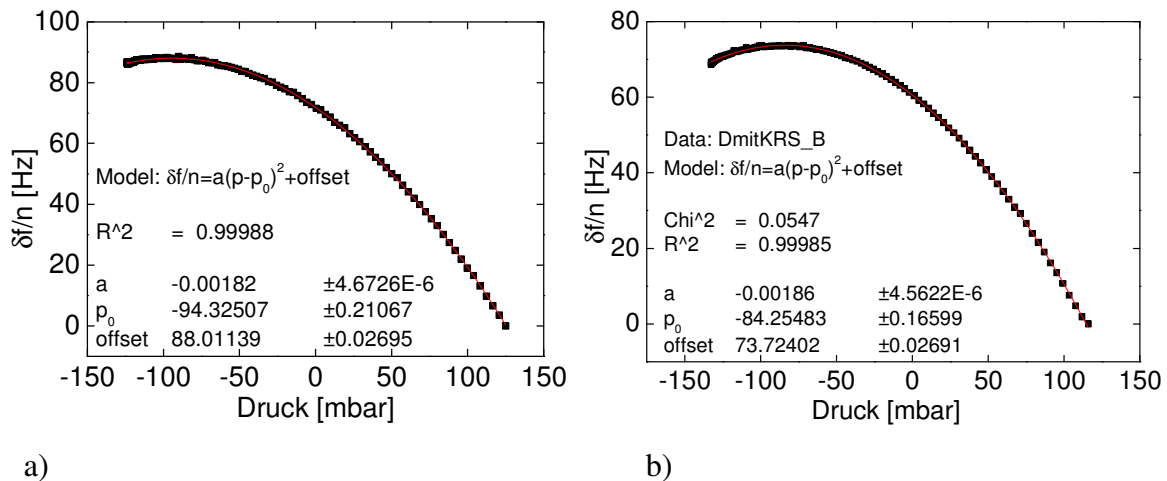 100
80
60
40
20
0
δf/n [Hz]
Model: δf/n=a(p-p₀)²+offset
R^2 = 0.99988
a -0.00182 ±4.6726E-6
p₀ -94.32507 ±0.21067
offset 88.01139 ±0.02695
-150 -100 -50 0 50 100 150
Druck [mbar]
80
60
40
20
0
δf/n [Hz]
Data: DmitKRS_B
Model: δf/n=a(p-p₀)²+offset
Chi^2 = 0.0547
R^2 = 0.99985
a -0.00186 ±4.5622E-6
p₀ -84.25483 ±0.16599
offset 73.72402 ±0.02691
-150 -100 -50 0 50 100 150
Druck [mbar]
a) b)